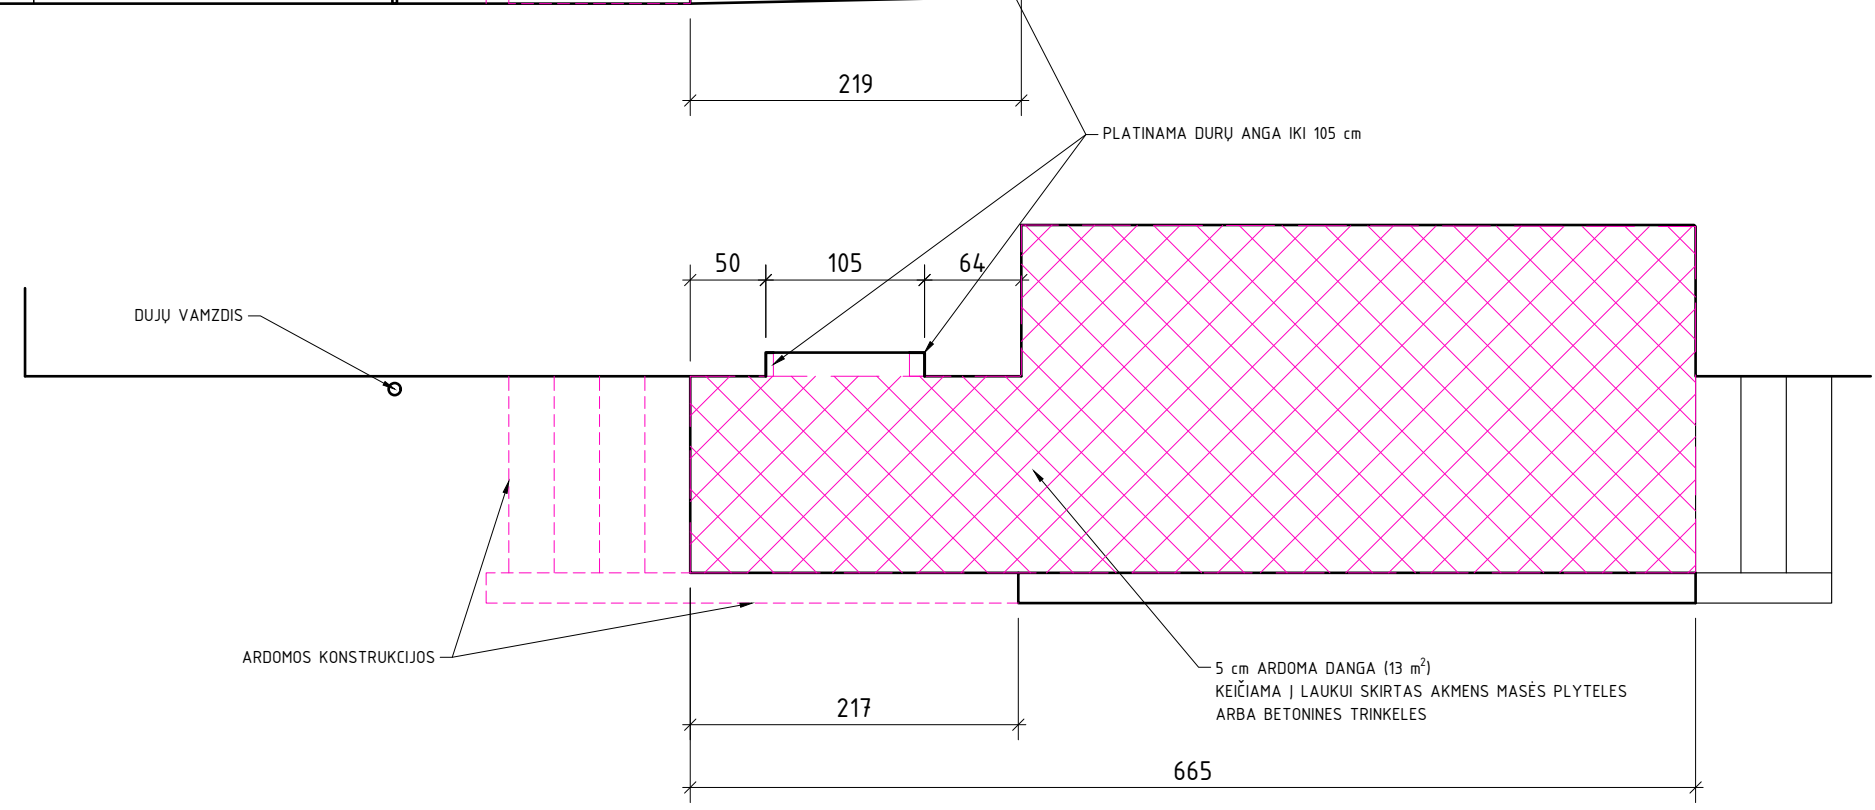 219
PLATINAMA DURŲ ANGA IKI 105 cm
50
105
64
DUJŲ VAMZDIS
ARDOMOS KONSTRUKCIJOS
5 cm ARDOMA DANGA (13 m²)
KEIČIAMA Į LAUKUI SKIRTAS AKMENS MASĖS PLYTELES
ARBA BETONINES TRINKELES
217
665